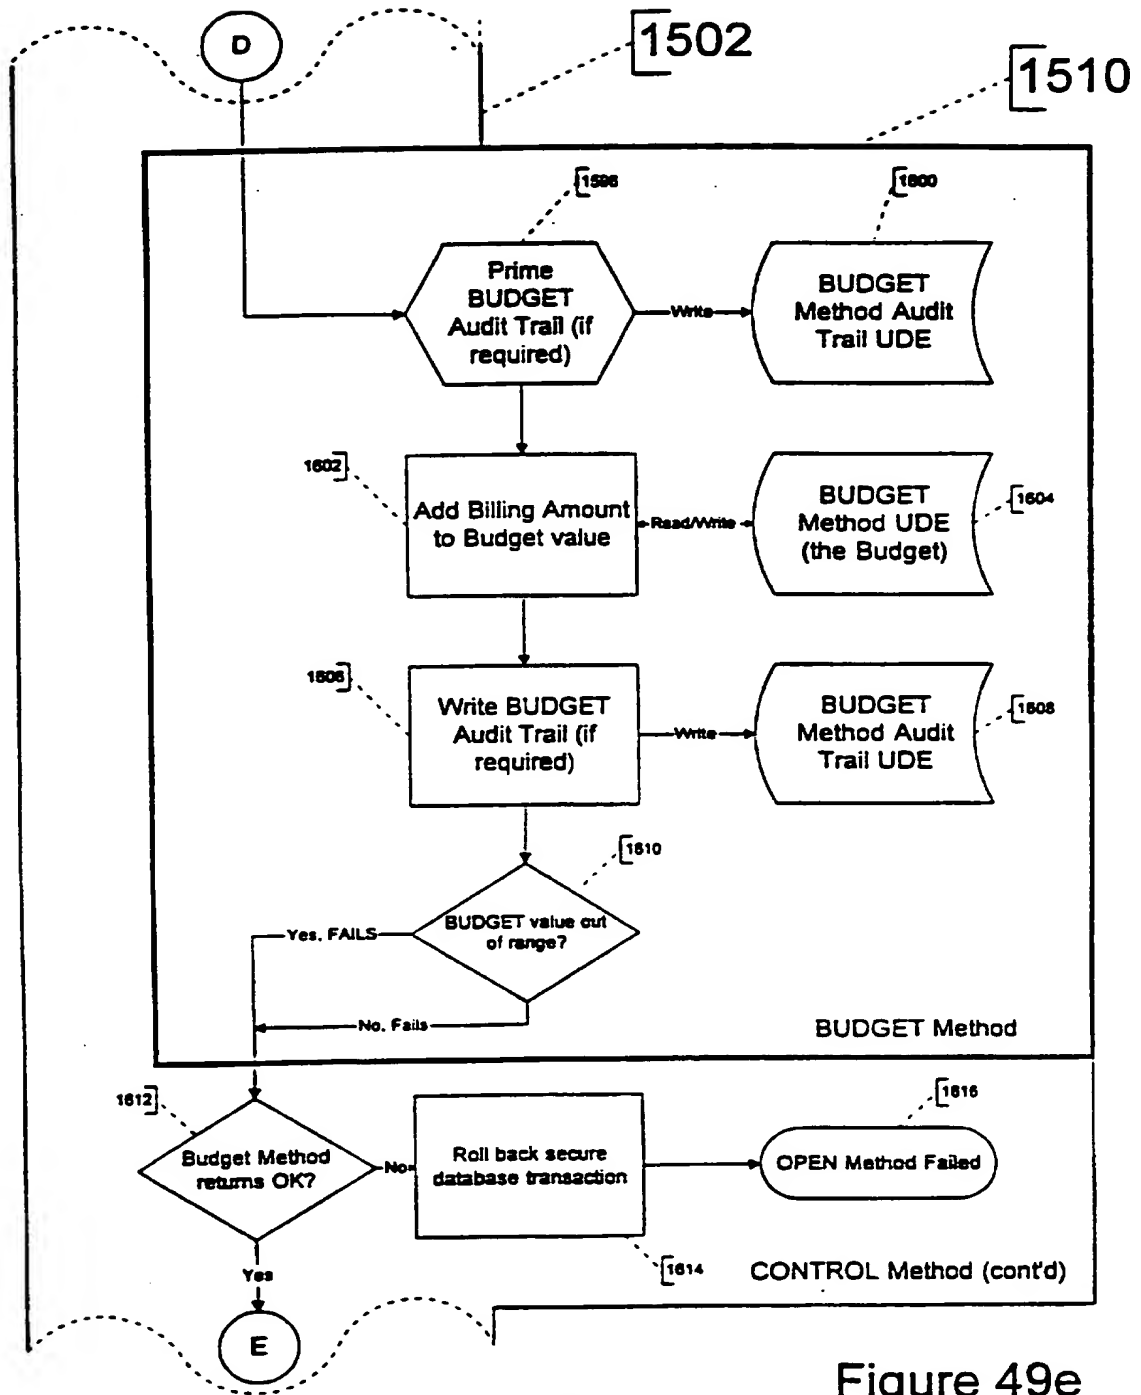 D
1502
1510
1596
1600
Prime
BUDGET
Audit Trail (if
required)
Write
BUDGET
Method Audit
Trail UDE
1602
Add Billing Amount
to Budget value
Read/Write
BUDGET
Method UDE
(the Budget)
1604
1606
Write BUDGET
Audit Trail (if
required)
Write
BUDGET
Method Audit
Trail UDE
1608
1610
BUDGET value out
of range?
Yes, FAILS
No, Fails
BUDGET Method
1612
Budget Method
returns OK?
No
Roll back secure
database transaction
1616
OPEN Method Failed
1614
Yes
CONTROL Method (cont'd)
E
Figure 49e